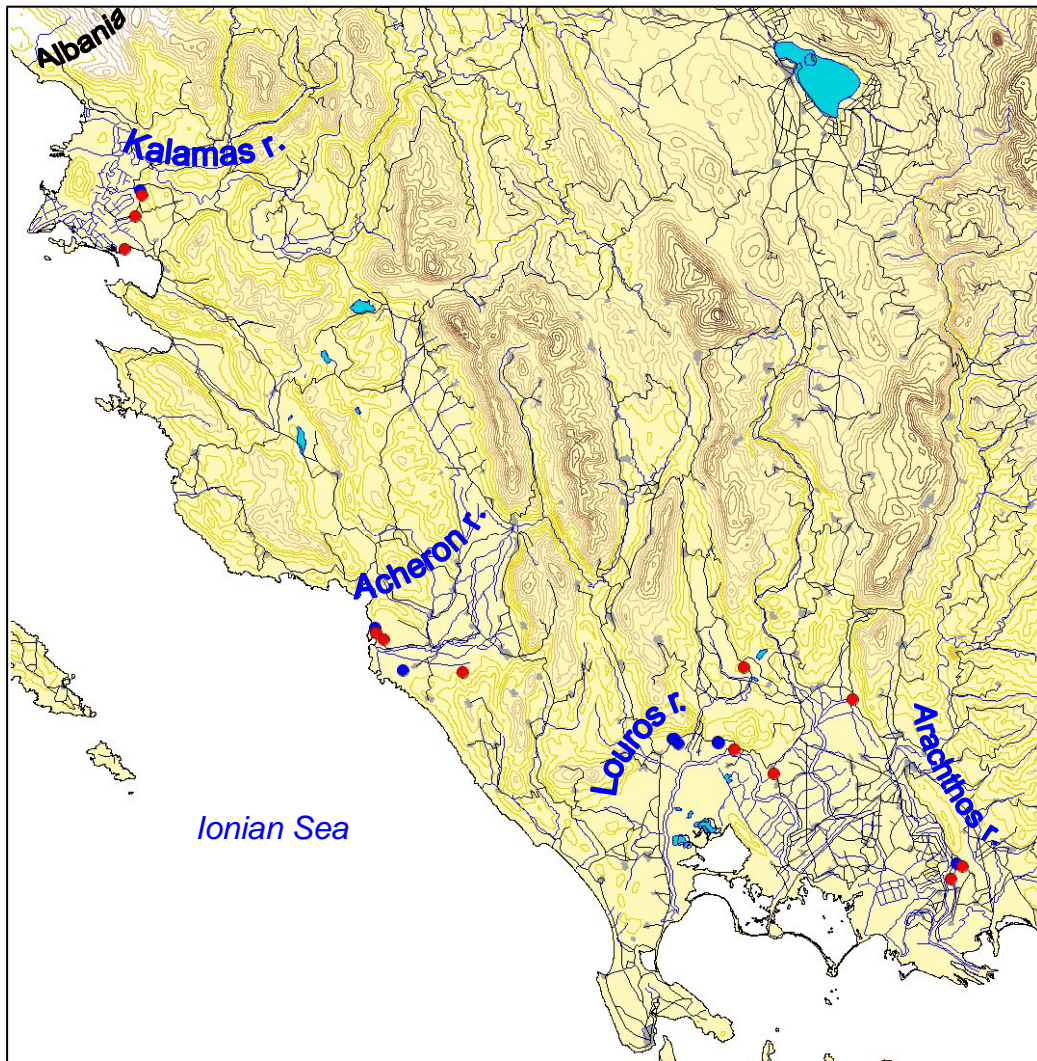 Albania
Kalamas r.
Acheron r.
Louros r.
Arachthos r.
Ionian Sea